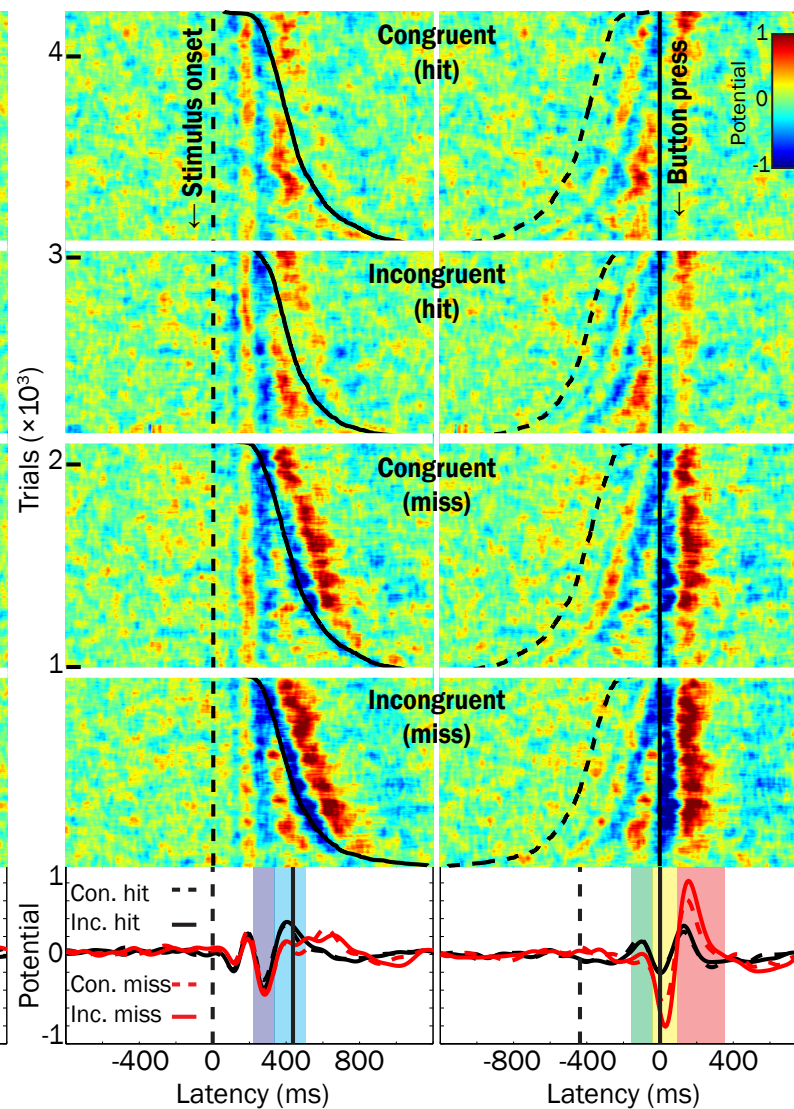 Congruent
(hit)
← Stimulus onset
← Button press
Potential
1
0
-1
Incongruent
(hit)
Congruent
(miss)
Incongruent
(miss)
4
3
2
1
Trials (×10³)
1
0
-1
Potential
Con. hit
Inc. hit
Con. miss
Inc. miss
-400 0 400 800
-800 -400 0 400
Latency (ms)
Latency (ms)